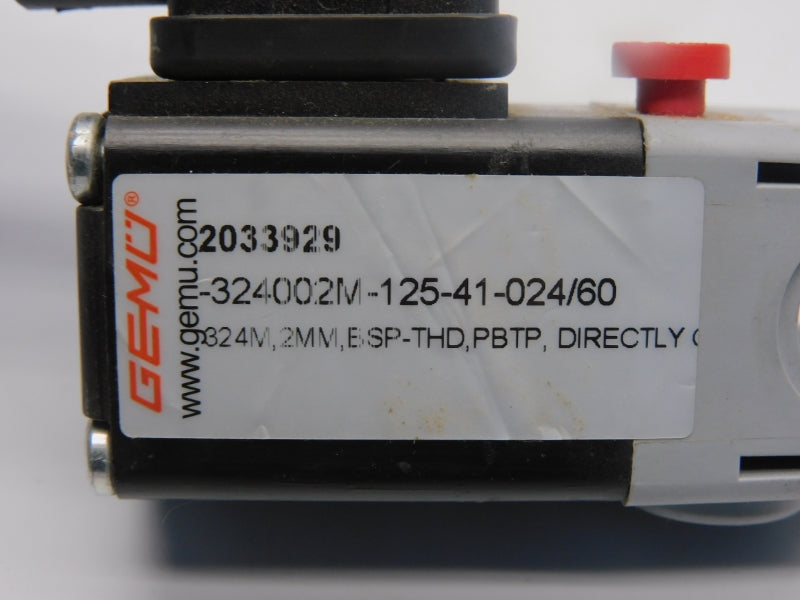 GEMÜ®
www.gemu.com
2033929
-324002M-125-41-024/60
324M,2MM,BSP-THD,PBTP, DIRECTLY